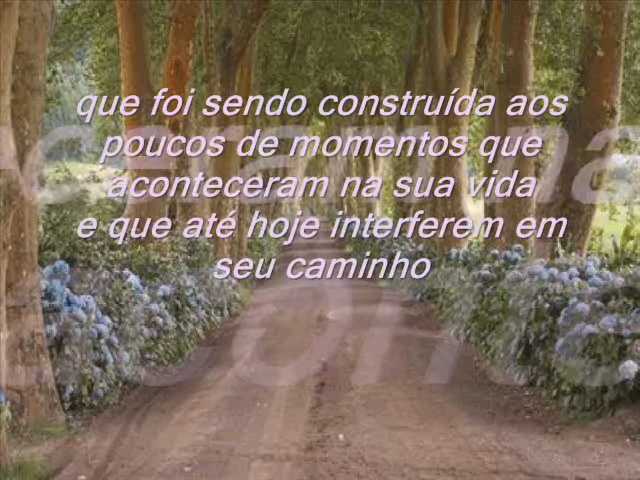 que foi sendo construída aos
poucos de momentos que
aconteceram na sua vida
e que até hoje interferem em
seu caminho